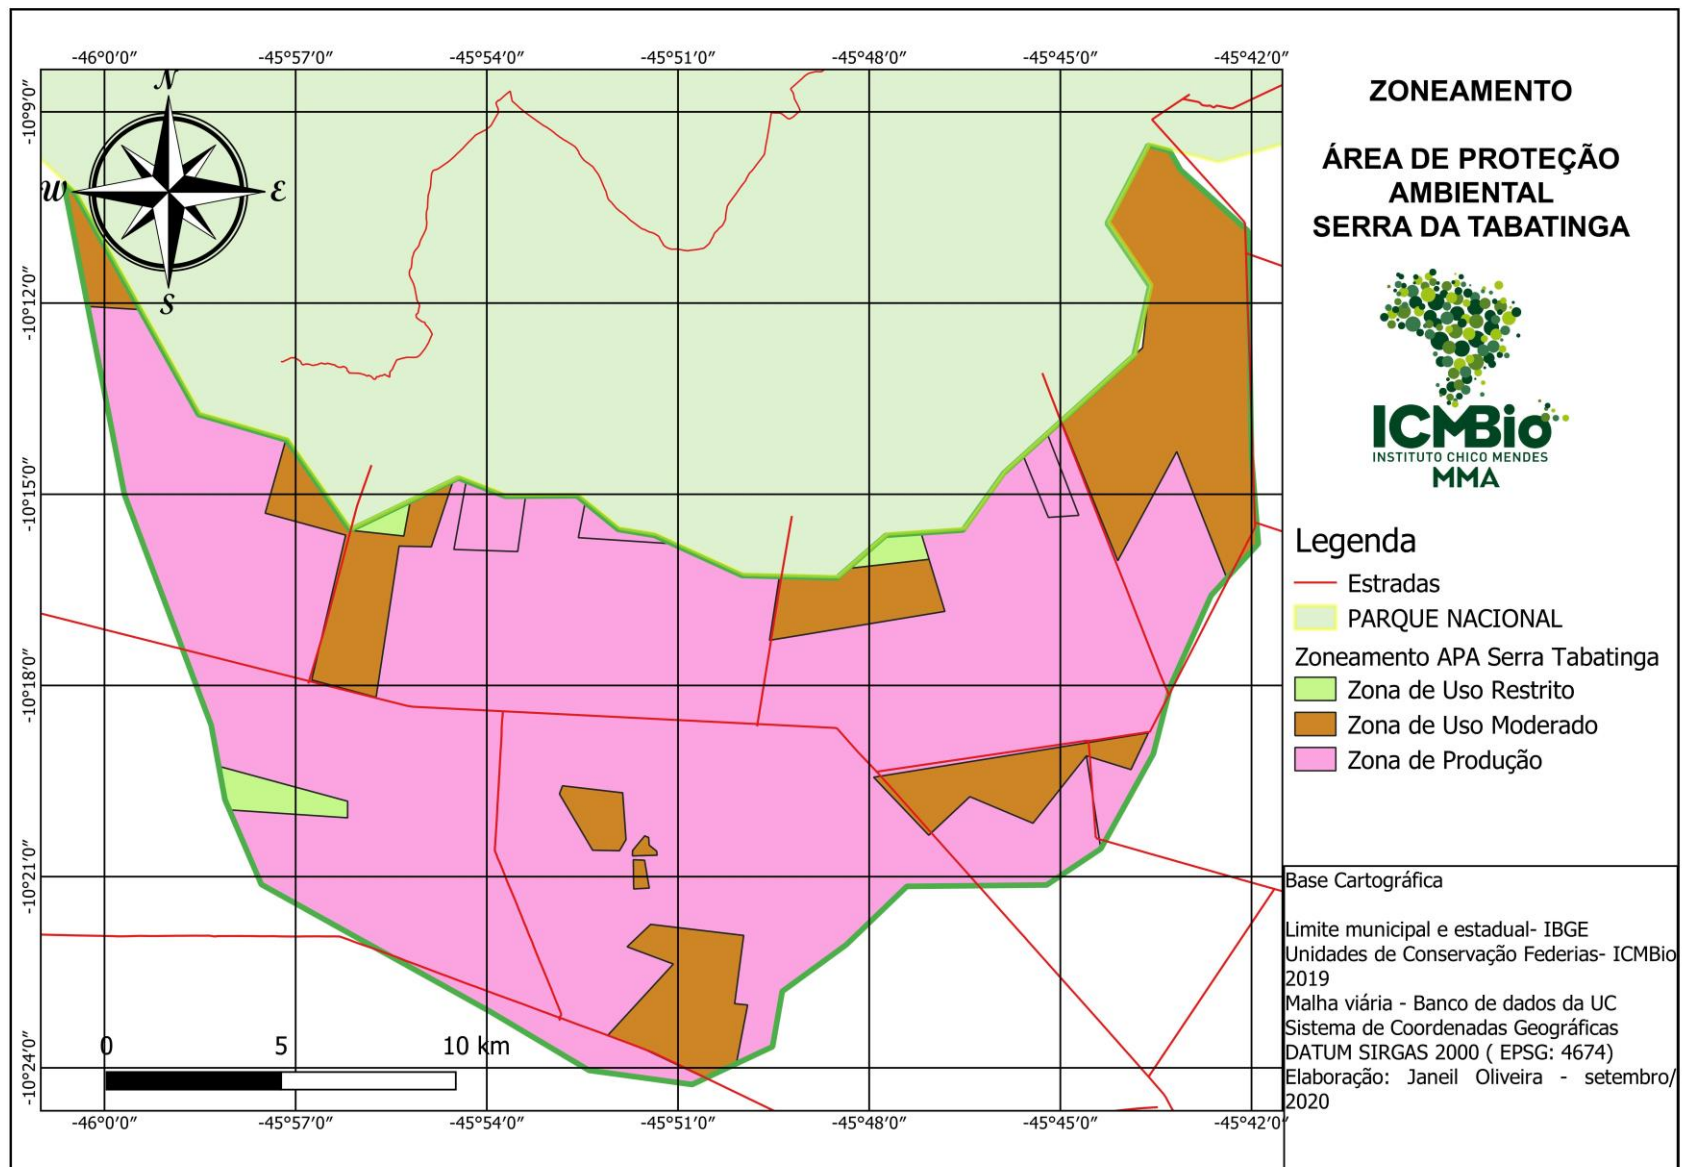 -46°0′0″ -45°57′0″ -45°54′0″ -45°51′0″ -45°48′0″ -45°45′0″ -45°42′0″
N
W
E
S
-10°9′0″
-10°12′0″
-10°15′0″
-10°18′0″
-10°21′0″
-10°24′0″
0 5 10 km
-46°0′0″ -45°57′0″ -45°54′0″ -45°51′0″ -45°48′0″ -45°45′0″ -45°42′0″
ZONEAMENTO
ÁREA DE PROTEÇÃO
AMBIENTAL
SERRA DA TABATINGA
ICMBio
INSTITUTO CHICO MENDES
MMA
Legenda
Estradas
PARQUE NACIONAL
Zoneamento APA Serra Tabatinga
Zona de Uso Restrito
Zona de Uso Moderado
Zona de Produção
Base Cartográfica
Limite municipal e estadual- IBGE
Unidades de Conservação Federias- ICMBio
2019
Malha viária - Banco de dados da UC
Sistema de Coordenadas Geográficas
DATUM SIRGAS 2000 ( EPSG: 4674)
Elaboração: Janeil Oliveira - setembro/
2020